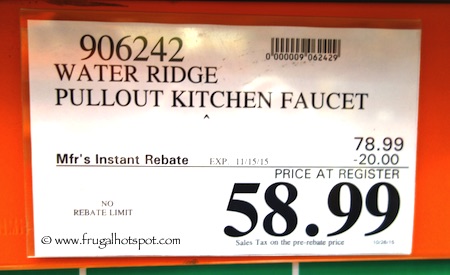 906242
0000009062429
WATER RIDGE
PULLOUT KITCHEN FAUCET
^
78.99
Mfr's Instant Rebate EXP. 11/15/15 -20.00
PRICE AT REGISTER
NO
REBATE LIMIT
58.99
© www.frugalhotspot.com
Sales Tax on the pre-rebate price 10/26/15